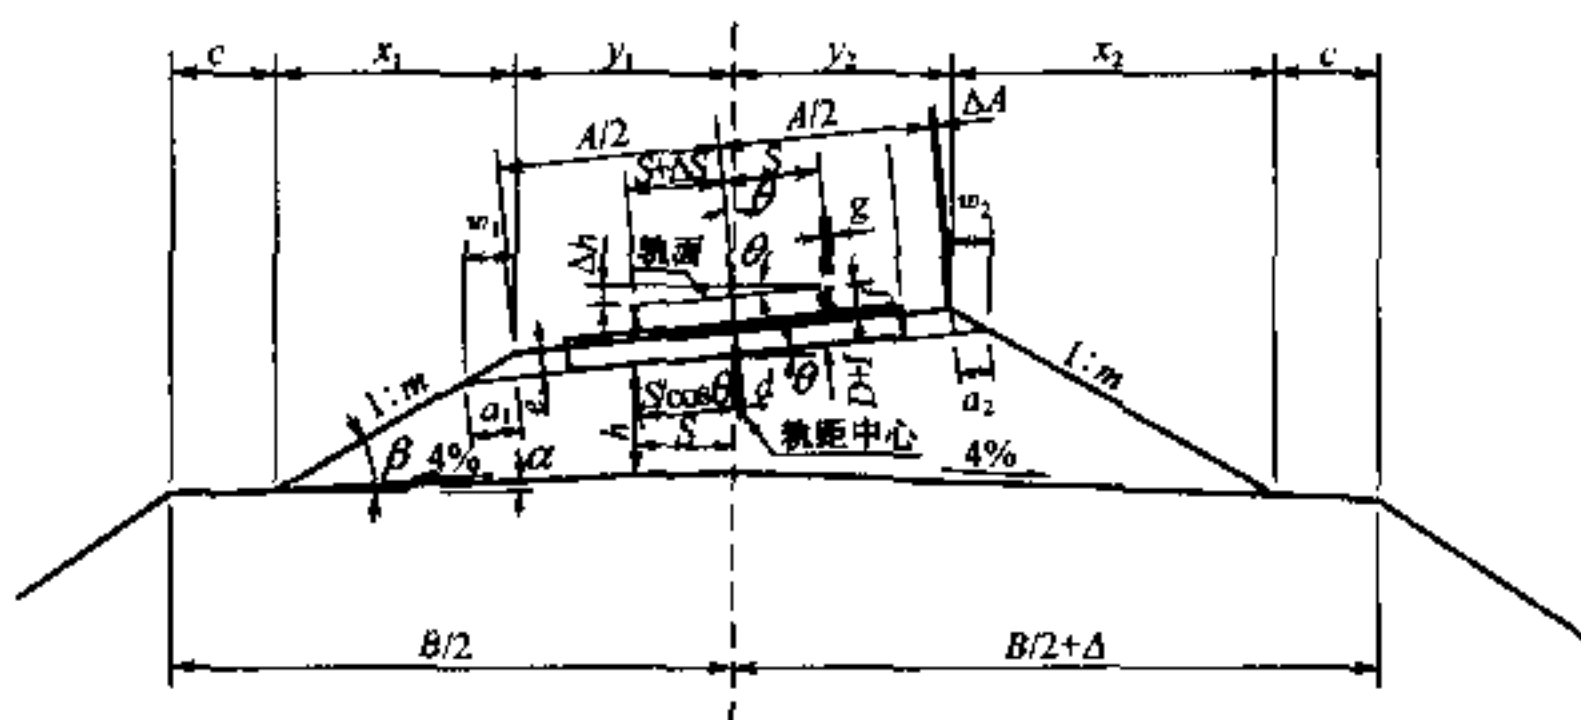 c x₁ y₁ y₂ x₂ c
A/2 A/2 ΔA
S+ΔS S
θ
w₁ g w₂
Δh 轨面 θ f
1:m a₁ e Scosθ d θ D+f a₂ 1:m
h S 轨距中心
β 4% α 4%
B/2 B/2+Δ